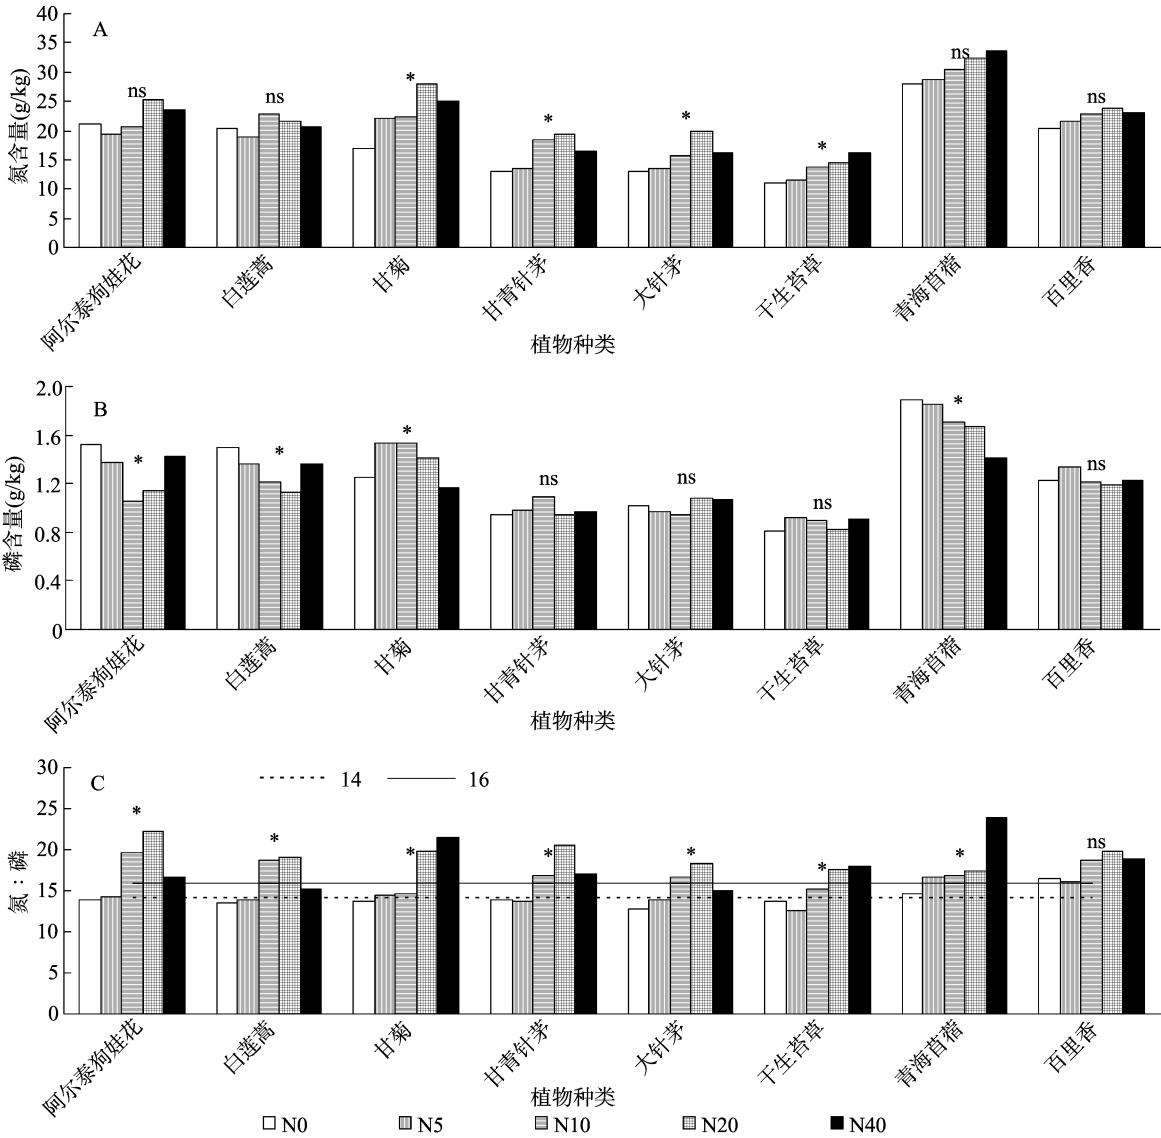 A
氮含量(g/kg)
40
35
30
25
20
15
10
5
0
ns
ns
*
*
*
*
ns
ns
阿尔泰狗娃花
白莲蒿
甘菊
甘青针茅
大针茅
干生苔草
青海苜蓿
百里香
植物种类
B
磷含量(g/kg)
2.0
1.6
1.2
0.8
0.4
0
*
*
*
ns
ns
ns
*
ns
阿尔泰狗娃花
白莲蒿
甘菊
甘青针茅
大针茅
干生苔草
青海苜蓿
百里香
植物种类
C
14
16
氮：磷
30
25
20
15
10
5
0
*
*
*
*
*
*
*
ns
阿尔泰狗娃花
白莲蒿
甘菊
甘青针茅
大针茅
干生苔草
青海苜蓿
百里香
植物种类
N0 N5 N10 N20 N40